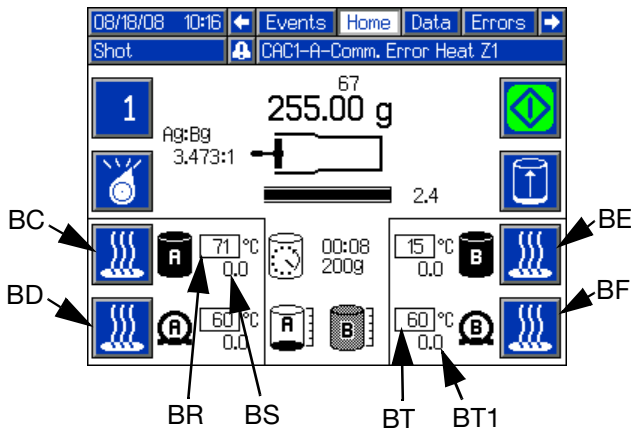 08/18/08 10:16 Events Home Data Errors
Shot CAC1-A-Comm. Error Heat Z1
67
1 255.00 g
Ag:Bg
3.473:1
2.4
BC BE
A 71 °C 00:08 15 °C B
0.0 200g 0.0
BD BF
A 60 °C A B 60 °C B
0.0 0.0
BR BS BT BT1